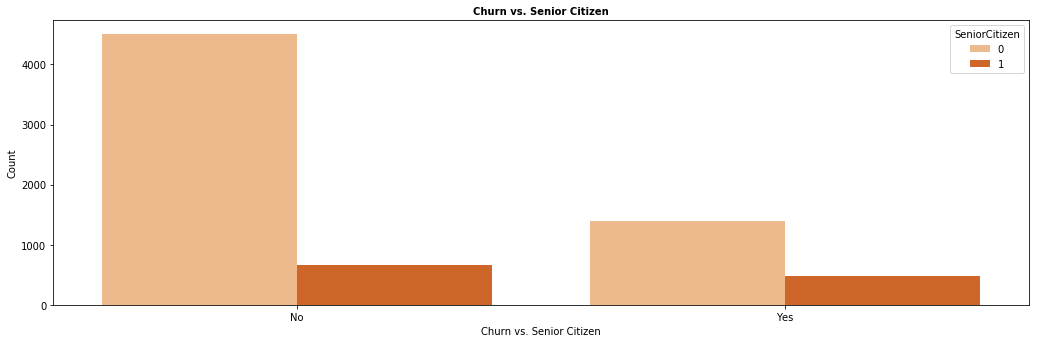 Churn vs. Senior Citizen
SeniorCitizen
0
1
4000
3000
2000
1000
0
Count
No
Yes
Churn vs. Senior Citizen